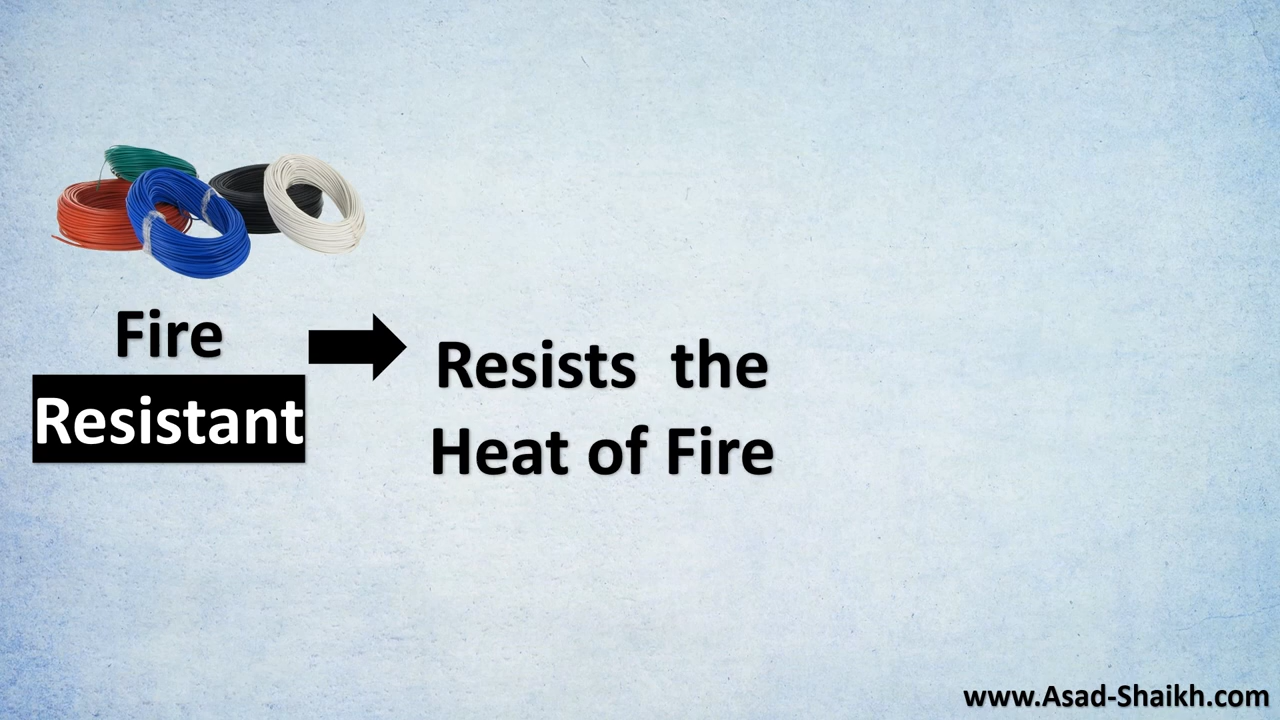 Fire
Resistant
Resists the
Heat of Fire
www.Asad-Shaikh.com